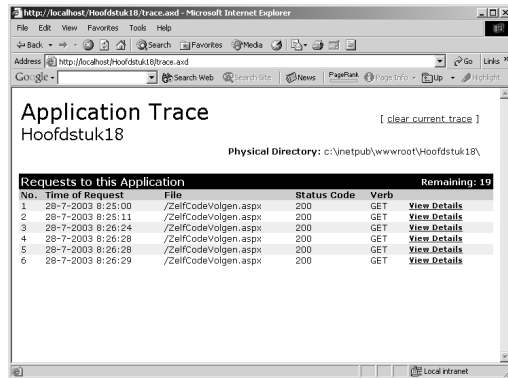 http://localhost/Hoofdstuk18/trace.axd - Microsoft Internet Explorer
File Edit View Favorites Tools Help
Back Search Favorites Media
Address http://localhost/Hoofdstuk18/trace.axd Go Links »
Google Search Web Search Site News PageRank Page Info Up Highlight
Application Trace
Hoofdstuk18
[ clear current trace ]
Physical Directory: c:\inetpub\wwwroot\Hoofdstuk18\
Requests to this Application Remaining: 19
No. Time of Request File Status Code Verb
1 28-7-2003 8:25:00 /ZelfCodeVolgen.aspx 200 GET View Details
2 28-7-2003 8:25:11 /ZelfCodeVolgen.aspx 200 GET View Details
3 28-7-2003 8:26:24 /ZelfCodeVolgen.aspx 200 GET View Details
4 28-7-2003 8:26:28 /ZelfCodeVolgen.aspx 200 GET View Details
5 28-7-2003 8:26:28 /ZelfCodeVolgen.aspx 200 GET View Details
6 28-7-2003 8:26:29 /ZelfCodeVolgen.aspx 200 GET View Details
Local intranet